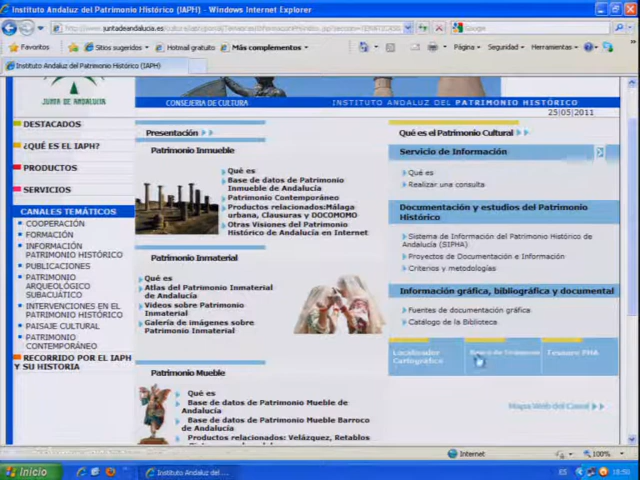 Instituto Andaluz del Patrimonio Histórico (IAPH) - Windows Internet Explorer
Google
Favoritos
Sitios sugeridos
Hotmail gratuito
Más complementos
Página
Seguridad
Herramientas
Instituto Andaluz del Patrimonio Histórico (IAPH)
JUNTA DE ANDALUCIA
CONSEJERIA DE CULTURA
INSTITUTO ANDALUZ DEL PATRIMONIO HISTÓRICO
25|05|2011
DESTACADOS
¿QUÉ ES EL IAPH?
PRODUCTOS
SERVICIOS
CANALES TEMÁTICOS
COOPERACIÓN
FORMACIÓN
INFORMACIÓN
PATRIMONIO HISTÓRICO
PUBLICACIONES
PATRIMONIO
ARQUEOLÓGICO
SUBACUÁTICO
INTERVENCIONES EN EL
PATRIMONIO HISTÓRICO
PAISAJE CULTURAL
PATRIMONIO
CONTEMPORÁNEO
RECORRIDO POR EL IAPH
Y SU HISTORIA
Presentación
Patrimonio Inmueble
Qué es
Base de datos de Patrimonio
Inmueble de Andalucía
Patrimonio Contemporáneo
Productos relacionados:Málaga
urbana, Clausuras y DOCOMOMO
Otras Visiones del Patrimonio
Histórico de Andalucía en Internet
Patrimonio Inmaterial
Qué es
Atlas del Patrimonio Inmaterial
de Andalucía
Vídeos sobre Patrimonio
Inmaterial
Galería de imágenes sobre
Patrimonio Inmaterial
Patrimonio Mueble
Qué es
Base de datos de Patrimonio Mueble de
Andalucía
Base de datos de Patrimonio Mueble Barroco
de Andalucía
Productos relacionados: Velázquez, Retablos
Qué es el Patrimonio Cultural
Servicio de Información
Qué es
Realizar una consulta
Documentación y estudios del Patrimonio
Histórico
Sistema de Información del Patrimonio Histórico de
Andalucía (SIPHA)
Proyectos de Documentación e Información
Criterios y metodologías
Información gráfica, bibliográfica y documental
Fuentes de documentación gráfica
Catálogo de la Biblioteca
Localizador
Cartográfico
Tesauro PHA
Mapa Web del Canal
Internet
100%
Inicio
Instituto Andaluz del ...
ES
18:50